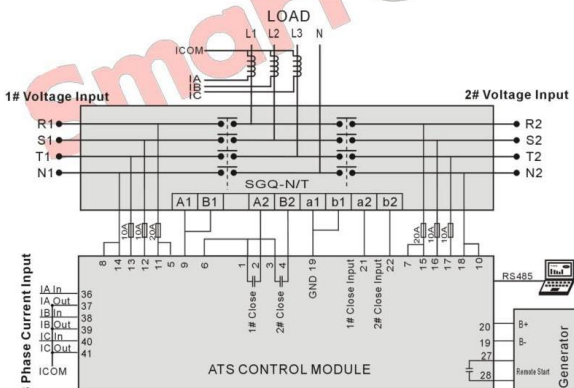 LOAD
L1 L2 L3 N
ICOM
IA
IB
IC
1# Voltage Input
2# Voltage Input
R1
S1
T1
N1
R2
S2
T2
N2
SGQ-N/T
A1 B1 A2 B2 a1 b1 a2 b2
10A 10A 20A
20A 10A 10A
8 14 13 12 11 5 9 6 1 2 3 4 GND 19 21 22 7 15 16 17 18 10
1# Close
2# Close
1# Close Input
2# Close Input
RS485
Phase Current Input
IA In 36
IA Out 37
IB In 38
IB Out 39
IC In 40
IC Out 41
ICOM
ATS CONTROL MODULE
20 B+
19 B-
27
28 Remote Start
Generator